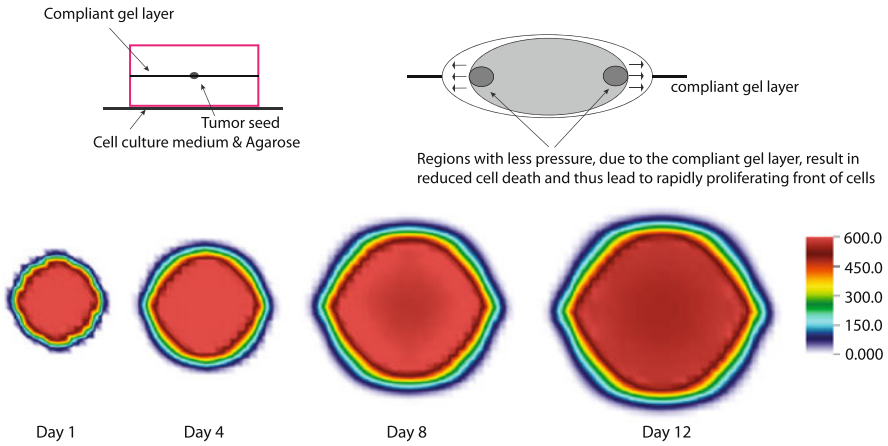 Compliant gel layer
Tumor seed
Cell culture medium & Agarose
compliant gel layer
Regions with less pressure, due to the compliant gel layer, result in
reduced cell death and thus lead to rapidly proliferating front of cells
600.0
450.0
300.0
150.0
0.000
Day 1
Day 4
Day 8
Day 12